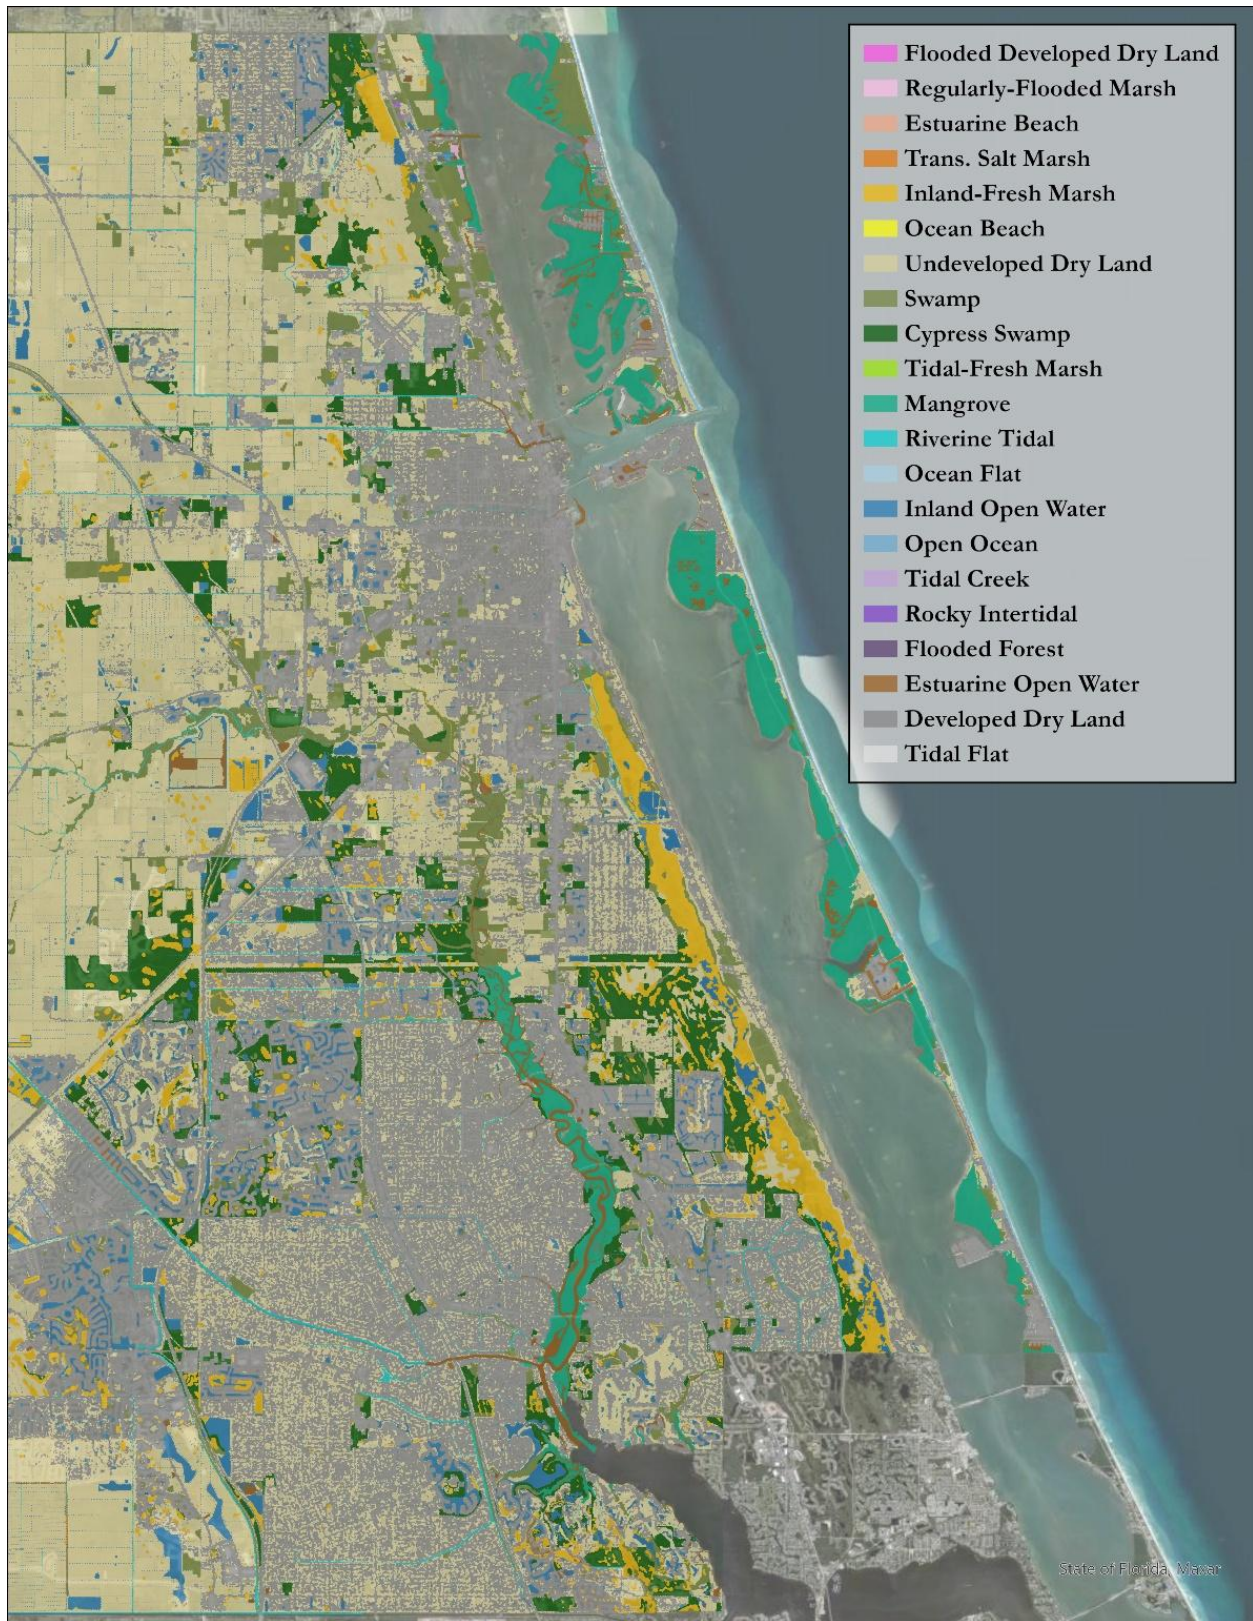 Flooded Developed Dry Land
Regularly-Flooded Marsh
Estuarine Beach
Trans. Salt Marsh
Inland-Fresh Marsh
Ocean Beach
Undeveloped Dry Land
Swamp
Cypress Swamp
Tidal-Fresh Marsh
Mangrove
Riverine Tidal
Ocean Flat
Inland Open Water
Open Ocean
Tidal Creek
Rocky Intertidal
Flooded Forest
Estuarine Open Water
Developed Dry Land
Tidal Flat
State of Florida, Maxar